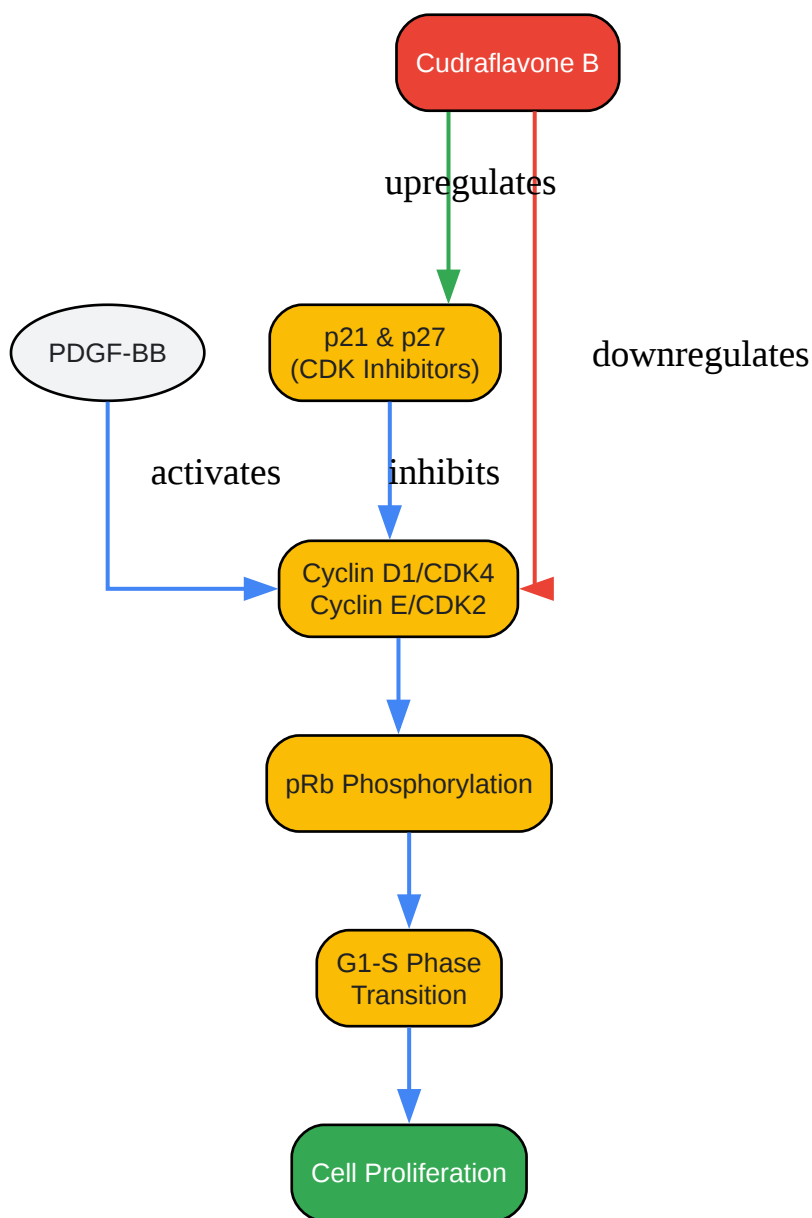 Cudraflavone B
upregulates
PDGF-BB
p21 & p27
(CDK Inhibitors)
downregulates
activates
inhibits
Cyclin D1/CDK4
Cyclin E/CDK2
pRb Phosphorylation
G1-S Phase
Transition
Cell Proliferation